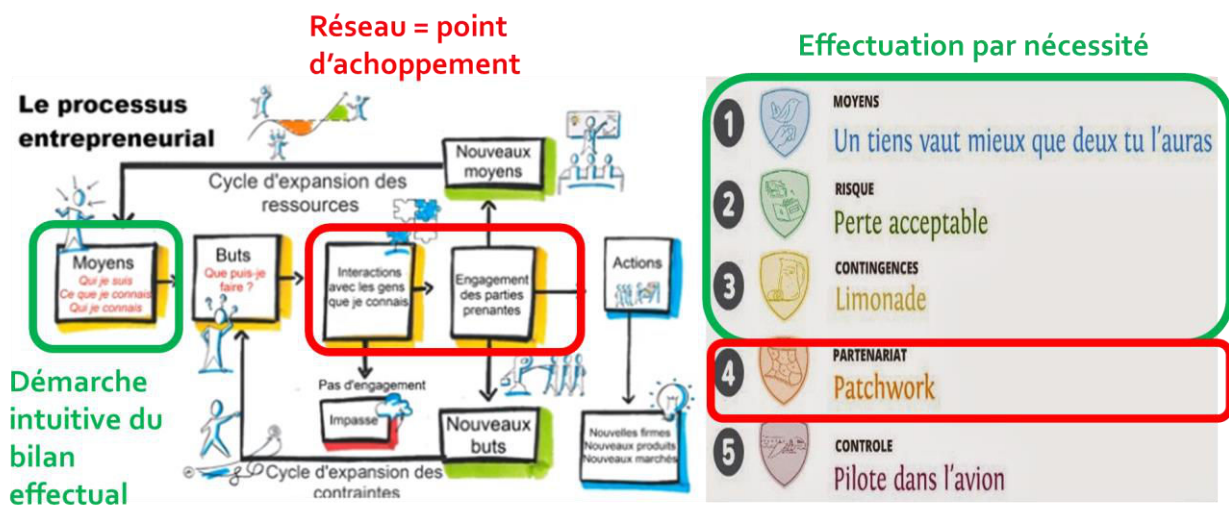 Réseau = point
d'achoppement
Effectuation par nécessité
Le processus
entrepreneurial
Nouveaux
moyens
Cycle d'expansion des
ressources
Moyens
Qui je suis
Ce que je connais
Qui je connais
Buts
Que puis-je
faire ?
Interactions
avec les gens
que je connais
Engagement
des parties
prenantes
Actions
Pas d'engagement
Impasse
Nouveaux
buts
Nouvelles firmes
Nouveaux produits
Nouveaux marchés
Cycle d'expansion des
contraintes
Démarche
intuitive du
bilan
effectual
1
MOYENS
Un tiens vaut mieux que deux tu l'auras
2
RISQUE
Perte acceptable
3
CONTINGENCES
Limonade
4
PARTENARIAT
Patchwork
5
CONTROLE
Pilote dans l'avion